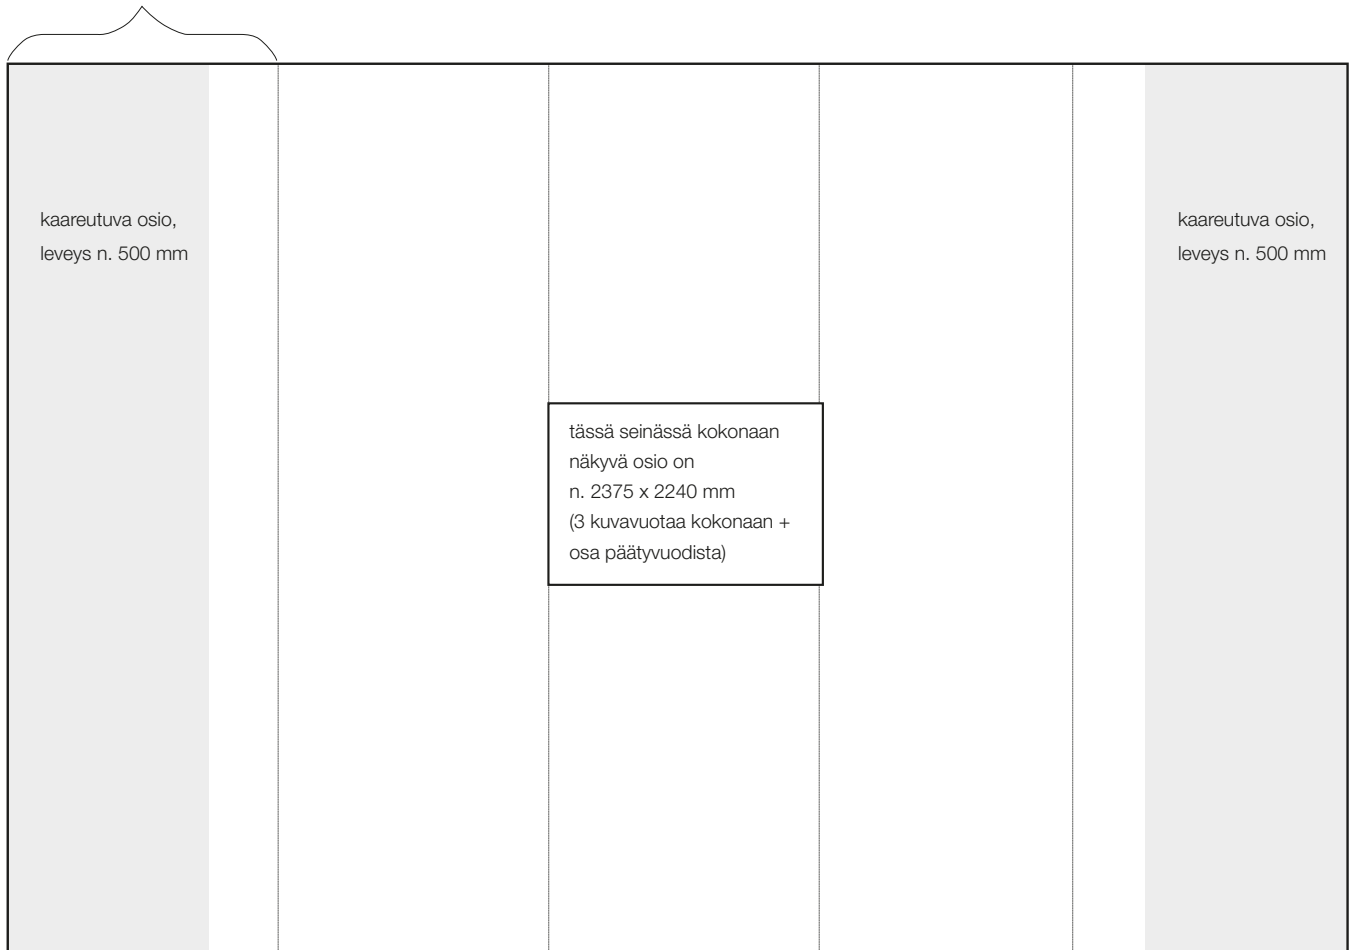 kaareutuva osio,
leveys n. 500 mm
kaareutuva osio,
leveys n. 500 mm
tässä seinässä kokonaan
näkyvä osio on
n. 2375 x 2240 mm
(3 kuvavuotaa kokonaan +
osa päätyvuodista)